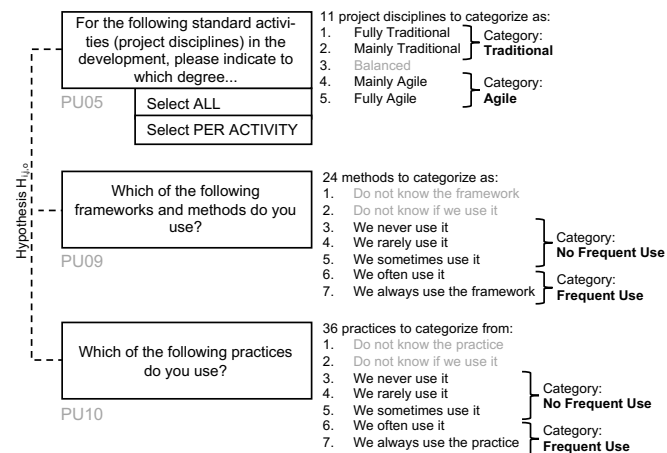 For the following standard activi-
ties (project disciplines) in the
development, please indicate to
which degree...
PU05
Select ALL
Select PER ACTIVITY
11 project disciplines to categorize as:
1. Fully Traditional
2. Mainly Traditional
3. Balanced
4. Mainly Agile
5. Fully Agile
Category:
Traditional
Category:
Agile
Hypothesis Hi,j,o
Which of the following
frameworks and methods do you
use?
PU09
24 methods to categorize as:
1. Do not know the framework
2. Do not know if we use it
3. We never use it
4. We rarely use it
5. We sometimes use it
6. We often use it
7. We always use the framework
Category:
No Frequent Use
Category:
Frequent Use
Which of the following practices
do you use?
PU10
36 practices to categorize from:
1. Do not know the practice
2. Do not know if we use it
3. We never use it
4. We rarely use it
5. We sometimes use it
6. We often use it
7. We always use the practice
Category:
No Frequent Use
Category:
Frequent Use